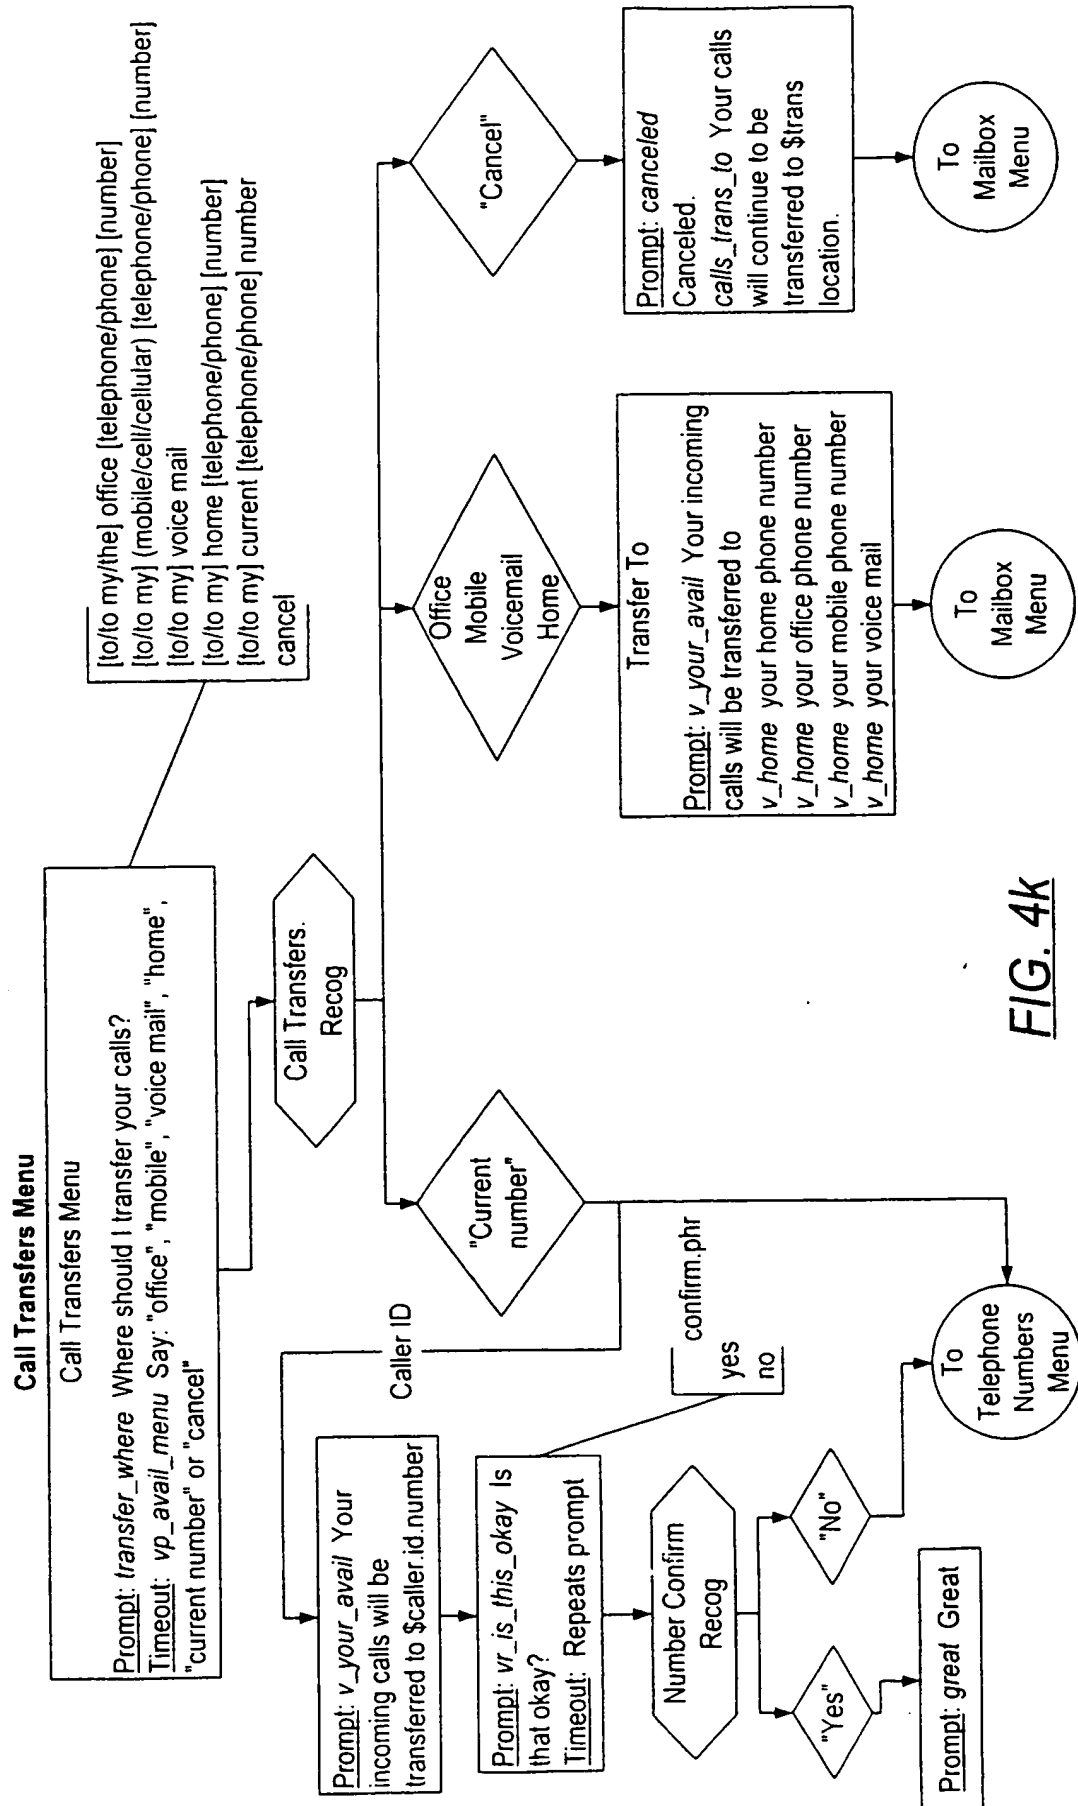 Call Transfers Menu
Call Transfers Menu
Prompt: transfer_where Where should I transfer your calls?
Timeout: vp_avail_menu Say: "office", "mobile", "voice mail", "home",
"current number" or "cancel"
[to/to my/the] office [telephone/phone] [number]
[to/to my] (mobile/cell/cellular) [telephone/phone] [number]
[to/to my] voice mail
[to/to my] home [telephone/phone] [number]
[to/to my] current [telephone/phone] number
cancel
Call Transfers.
Recog
"Current
number"
Office
Mobile
Voicemail
Home
"Cancel"
Caller ID
Prompt: v_your_avail Your
incoming calls will be
transferred to $caller.id.number
Prompt: vr_is_this_okay Is
that okay?
Timeout: Repeats prompt
confirm.phr
yes
no
Number Confirm
Recog
"Yes"
"No"
Prompt: great Great
To
Telephone
Numbers
Menu
Transfer To
Prompt: v_your_avail Your incoming
calls will be transferred to
v_home your home phone number
v_home your office phone number
v_home your mobile phone number
v_home your voice mail
To
Mailbox
Menu
Prompt: canceled
Canceled.
calls_trans_to Your calls
will continue to be
transferred to $trans
location.
To
Mailbox
Menu
FIG. 4k